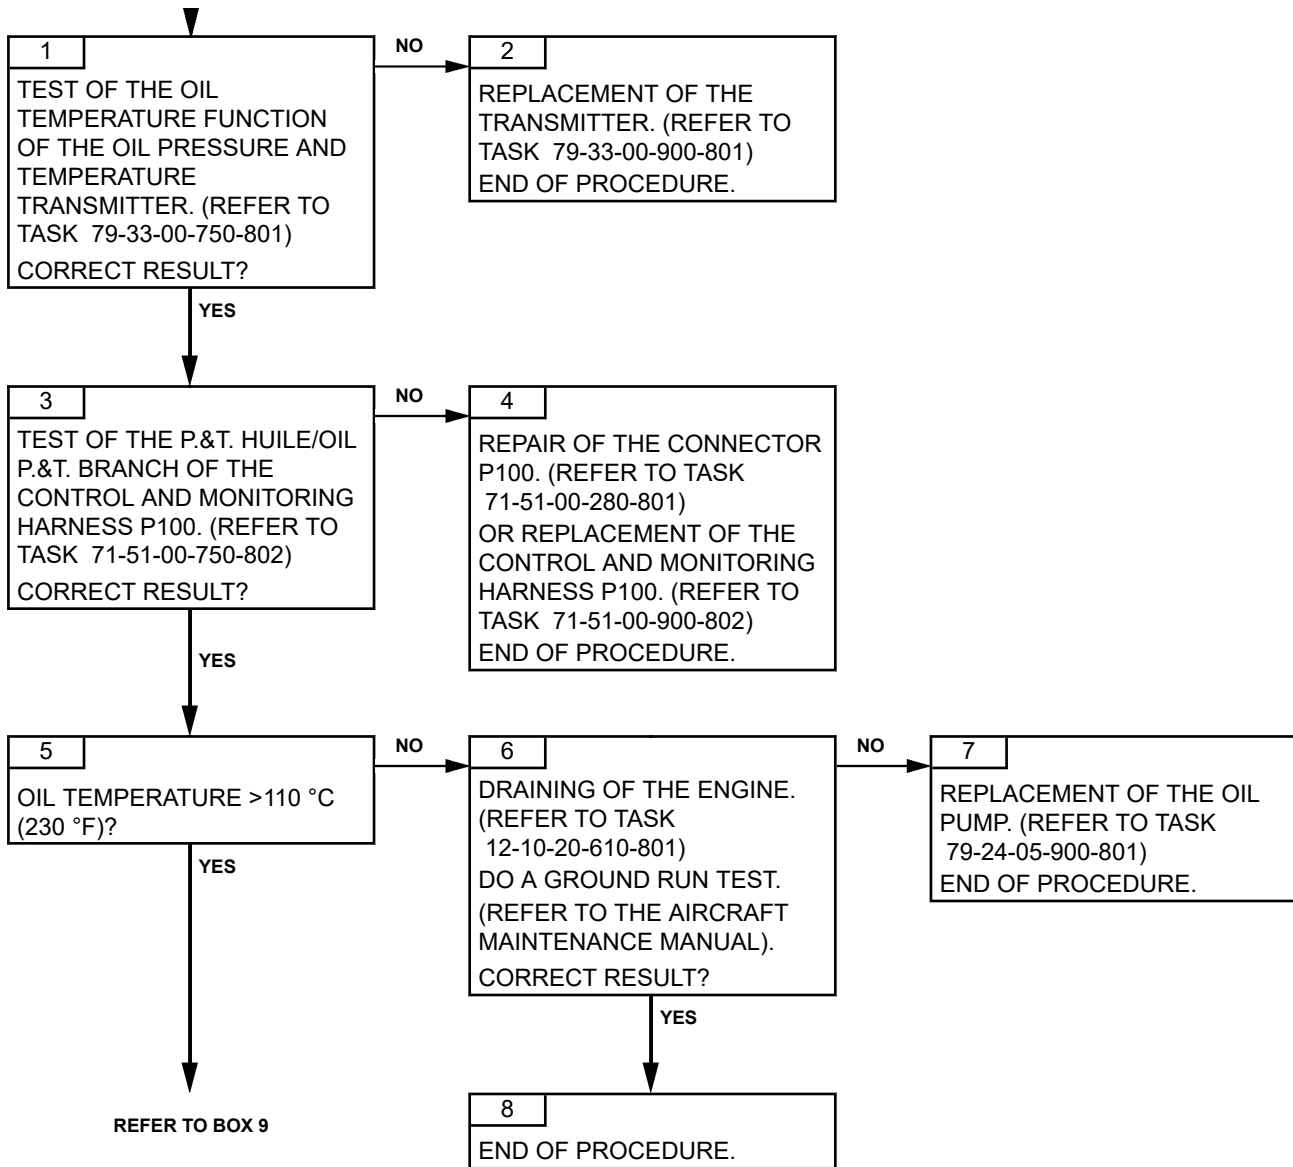 1
TEST OF THE OIL
TEMPERATURE FUNCTION
OF THE OIL PRESSURE AND
TEMPERATURE
TRANSMITTER. (REFER TO
TASK 79-33-00-750-801)
CORRECT RESULT?
NO
2
REPLACEMENT OF THE
TRANSMITTER. (REFER TO
TASK 79-33-00-900-801)
END OF PROCEDURE.
YES
3
TEST OF THE P.&T. HUILE/OIL
P.&T. BRANCH OF THE
CONTROL AND MONITORING
HARNESS P100. (REFER TO
TASK 71-51-00-750-802)
CORRECT RESULT?
NO
4
REPAIR OF THE CONNECTOR
P100. (REFER TO TASK
71-51-00-280-801)
OR REPLACEMENT OF THE
CONTROL AND MONITORING
HARNESS P100. (REFER TO
TASK 71-51-00-900-802)
END OF PROCEDURE.
YES
5
OIL TEMPERATURE >110 °C
(230 °F)?
NO
6
DRAINING OF THE ENGINE.
(REFER TO TASK
12-10-20-610-801)
DO A GROUND RUN TEST.
(REFER TO THE AIRCRAFT
MAINTENANCE MANUAL).
CORRECT RESULT?
NO
7
REPLACEMENT OF THE OIL
PUMP. (REFER TO TASK
79-24-05-900-801)
END OF PROCEDURE.
YES
REFER TO BOX 9
YES
8
END OF PROCEDURE.